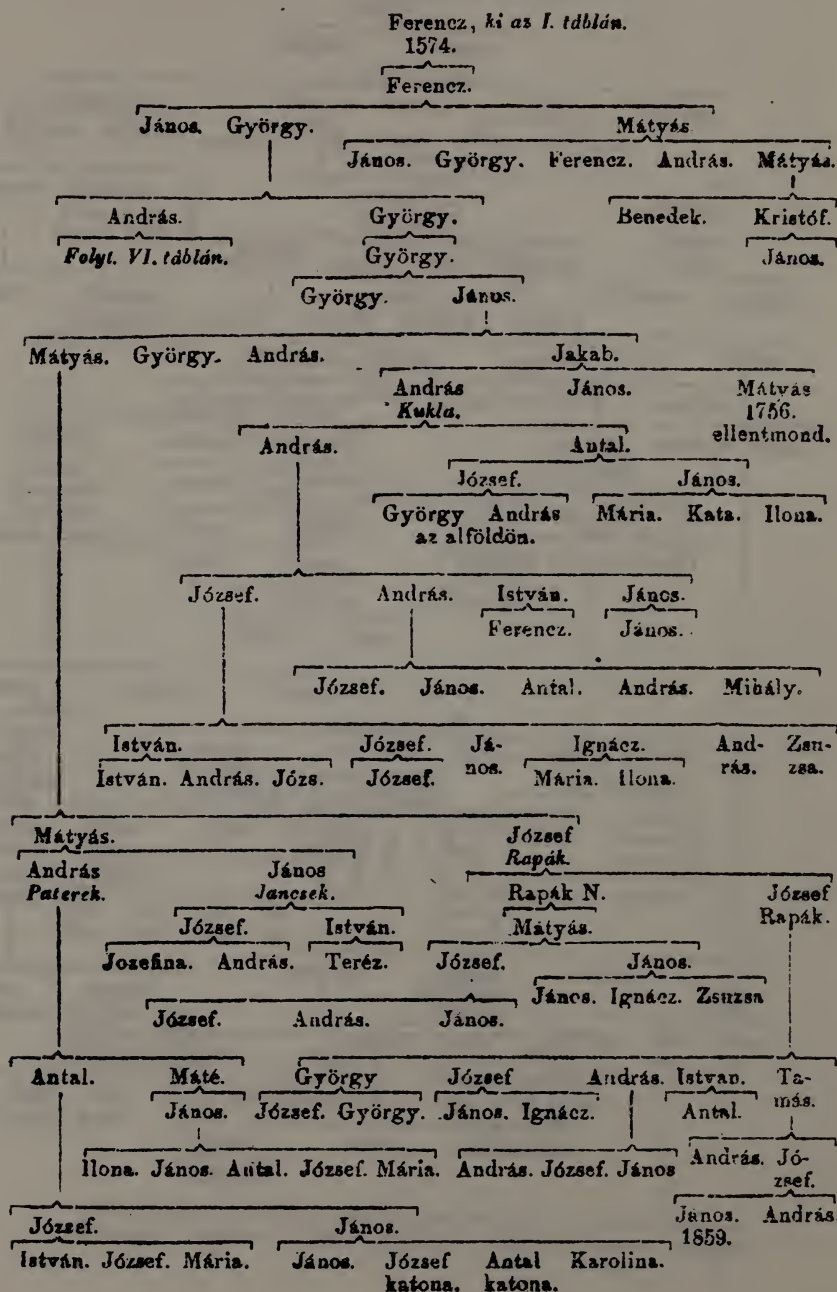 Ferencz, ki az I. táblán.
1574.
Ferencz.
János. György. Mátyás
János. György. Ferencz. András. Mátyás.
András. György. Benedek. Kristóf.
Folyt. VI. táblán. György. János.
György. János.
Mátyás. György. András. Jakab.
András János. Mátyás
Kukla. 1756.
ellentmond.
András. Antal.
József. János.
György András Mária. Kata. Ilona.
az alföldön.
József. András. István. János.
Ferencz. János.
József. János. Antal. András. Mihály.
István. József. Já- Ignácz. And- Zsu-
István. András. Józs. József. nos. Mária. Ilona. rás. zsa.
Mátyás. József
Rapák.
András János Rapák N. József
Paterek. Jancsek. Rapák.
József. István. Mátyás.
Jozefina. András. Teréz. József. János.
János. Ignácz. Zsuzsa
József. András. János.
Antal. Máté. György József András. Istvan. Ta-
János. József. György. János. Ignácz. Antal. más.
Ilona. János. Antal. József. Mária. András. József. János András. Jó-
zsef.
József. János. János. András
1859.
István. József. Mária. János. József Antal Karolina.
katona. katona.